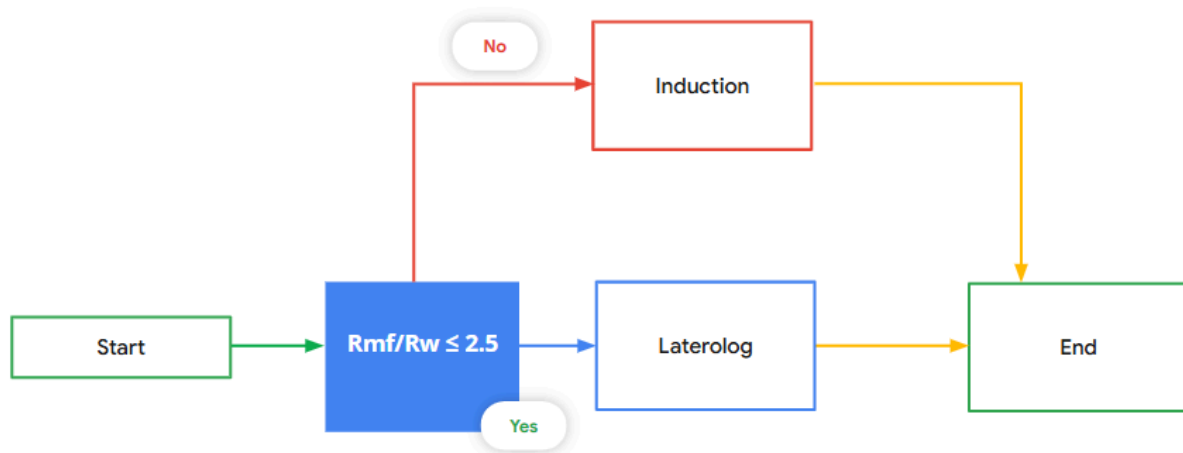 No
Induction
Start
Rmf/Rw ≤ 2.5
Laterolog
End
Yes